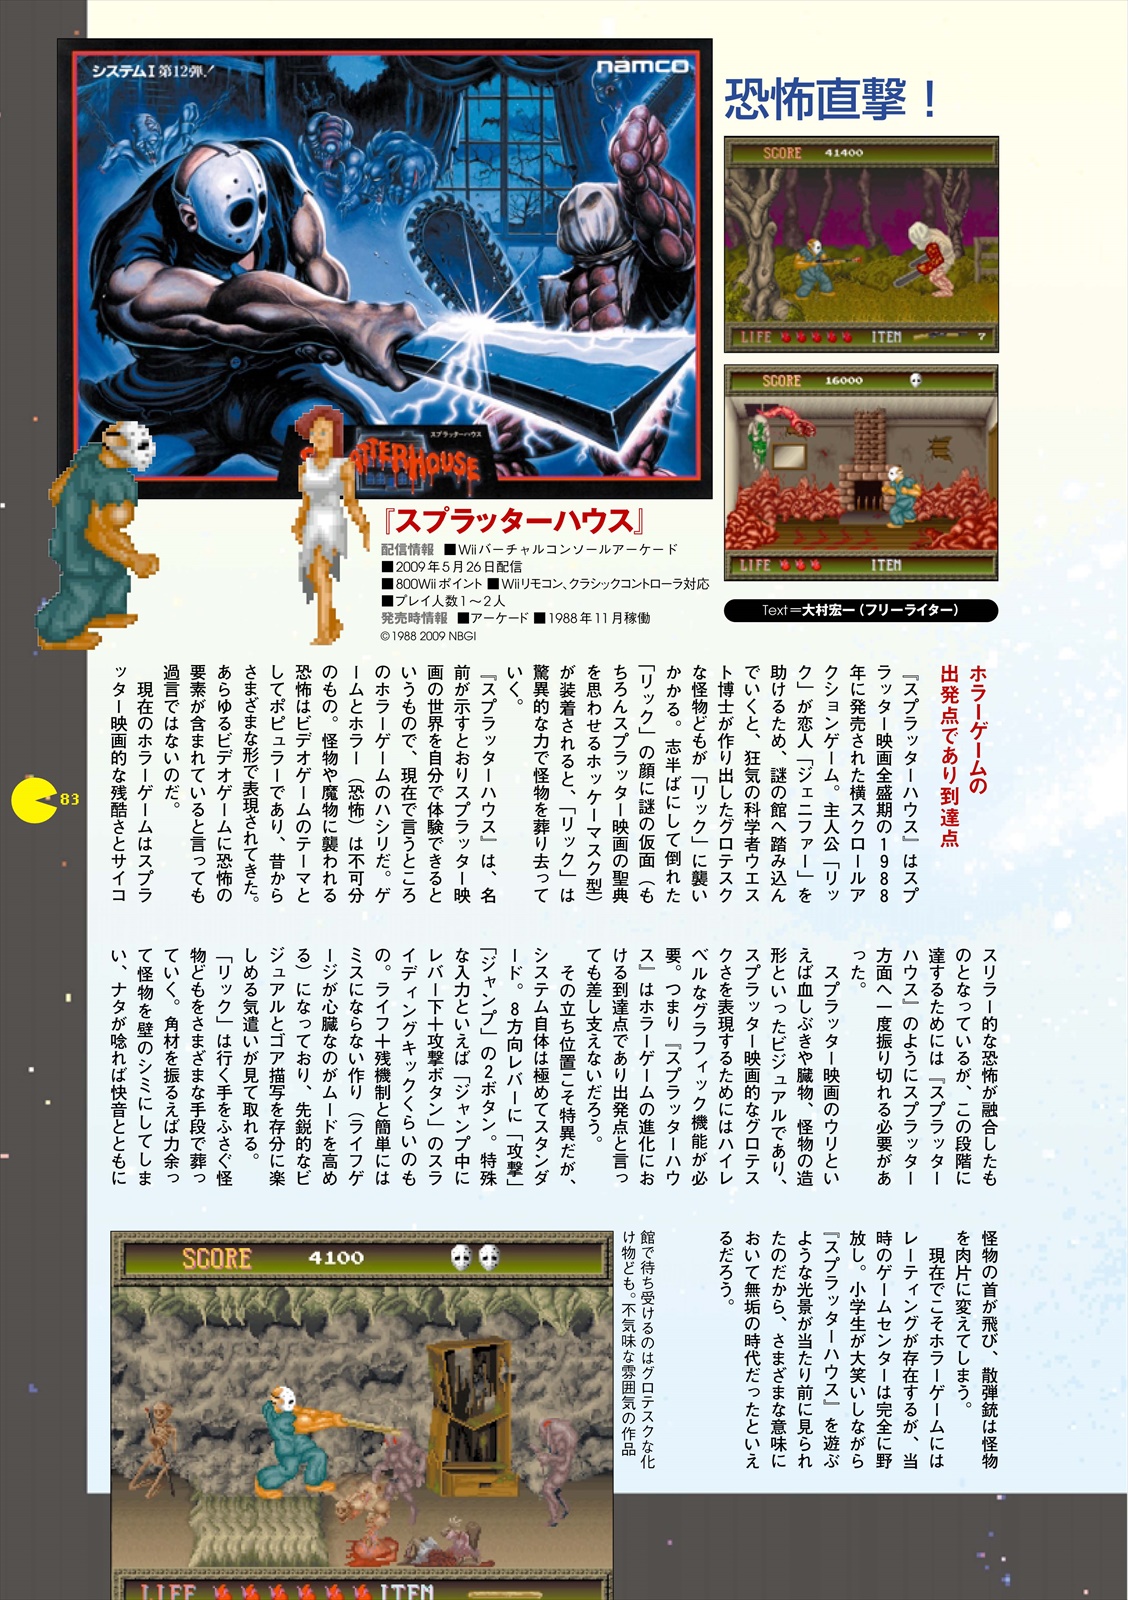 システムⅠ 第12弾!
namco
恐怖直撃！
SCORE 41400
LIFE ITEM 7
SCORE 16000
LIFE ITEM
スプラッターハウス
『スプラッターハウス』
配信情報 ■Wiiバーチャルコンソールアーケード
■2009年5月26日配信
■800Wiiポイント ■Wiiリモコン、クラシックコントローラ対応
■プレイ人数1～2人
発売時情報 ■アーケード ■1988年11月稼働
©1988 2009 NBGI
Text＝大村宏一（フリーライター）
ホラーゲームの
出発点であり到達点
『スプラッターハウス』はスプ
ラッター映画全盛期の1988
年に発売された横スクロールア
クションゲーム。主人公「リッ
ク」が恋人「ジェニファー」を
助けるため、謎の館へ踏み込ん
でいくと、狂気の科学者ウエス
ト博士が作り出したグロテスク
な怪物どもが「リック」に襲い
かかる。志半ばにして倒れた
「リック」の顔に謎の仮面（も
ちろんスプラッター映画の聖典
を思わせるホッケーマスク型）
が装着されると、「リック」は
驚異的な力で怪物を葬り去って
いく。
『スプラッターハウス』は、名
前が示すとおりスプラッター映
画の世界を自分で体験できると
いうもので、現在で言うところ
のホラーゲームのハシリだ。ゲ
ームとホラー（恐怖）は不可分
のもの。怪物や魔物に襲われる
恐怖はビデオゲームのテーマと
してポピュラーであり、昔から
さまざまな形で表現されてきた。
あらゆるビデオゲームに恐怖の
要素が含まれていると言っても
過言ではないのだ。
現在のホラーゲームはスプラ
ッター映画的な残酷さとサイコ
スリラー的な恐怖が融合したも
のとなっているが、この段階に
達するためには『スプラッター
ハウス』のようにスプラッター
方面へ一度振り切れる必要があ
った。
スプラッター映画のウリとい
えば血しぶきや臓物、怪物の造
形といったビジュアルであり、
スプラッター映画的なグロテス
クさを表現するためにはハイレ
ベルなグラフィック機能が必
要。つまり『スプラッターハウ
ス』はホラーゲームの進化にお
ける到達点であり出発点と言っ
ても差し支えないだろう。
その立ち位置こそ特異だが、
システム自体は極めてスタンダ
ード。8方向レバーに「攻撃」
「ジャンプ」の2ボタン。特殊
な入力といえば「ジャンプ中に
レバー下＋攻撃ボタン」のスラ
イディングキックくらいのも
の。ライフ＋残機制と簡単には
ミスにならない作り（ライフゲ
ージが心臓なのがムードを高め
る）になっており、先鋭的なビ
ジュアルとゴア描写を存分に楽
しめる気遣いが見て取れる。
「リック」は行く手をふさぐ怪
物どもをさまざまな手段で葬っ
ていく。角材を振るえば力余っ
て怪物を壁のシミにしてしま
い、ナタが唸れば快音とともに
怪物の首が飛び、散弾銃は怪物
を肉片に変えてしまう。
現在でこそホラーゲームには
レーティングが存在するが、当
時のゲームセンターは完全に野
放し。小学生が大笑いしながら
『スプラッターハウス』を遊ぶ
ような光景が当たり前に見られ
たのだから、さまざまな意味に
おいて無垢の時代だったといえ
るだろう。
館で待ち受けるのはグロテスクな化
け物ども。不気味な雰囲気の作品
SCORE 4100
LIFE ITEM
83